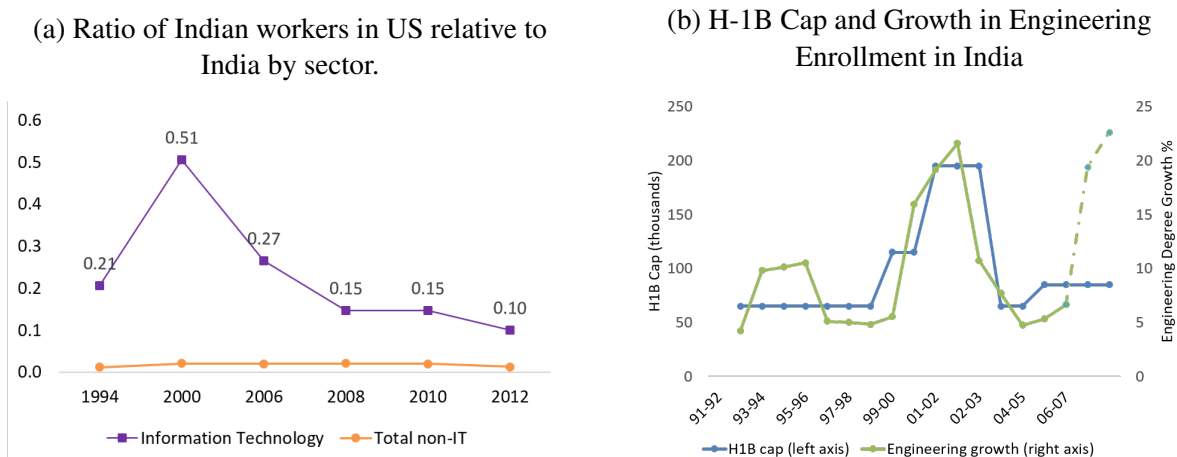 (a) Ratio of Indian workers in US relative to
India by sector.
0.6
0.5
0.4
0.3
0.2
0.1
0.0
0.21
0.51
0.27
0.15
0.15
0.10
1994 2000 2006 2008 2010 2012
Information Technology Total non-IT
(b) H-1B Cap and Growth in Engineering
Enrollment in India
H1B Cap (thousands)
250
200
150
100
50
0
25
20
15
10
5
0
Engineering Degree Growth %
91-92 93-94 95-96 97-98 99-00 01-02 02-03 04-05 06-07
H1B cap (left axis) Engineering growth (right axis)